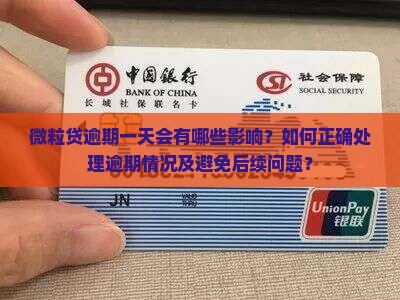 中国银行
BANK OF CHINA
长城 社保联名卡
社会保障
SOCIAL SECURITY
微粒贷逾期一天会有哪些影响?如何正确处
理逾期情况及避免后续问题?
JN
UnionPay
银联